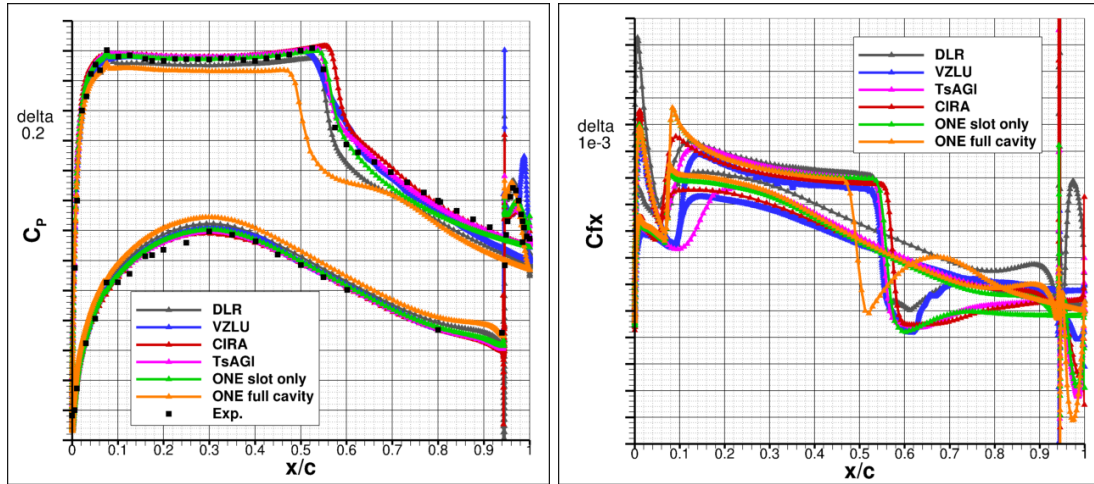 delta
0.2
C_P
DLR
VZLU
CIRA
TsAGI
ONE slot only
ONE full cavity
Exp.
0 0.1 0.2 0.3 0.4 0.5 0.6 0.7 0.8 0.9 1
x/c
delta
1e-3
Cfx
DLR
VZLU
TsAGI
CIRA
ONE slot only
ONE full cavity
0 0.1 0.2 0.3 0.4 0.5 0.6 0.7 0.8 0.9 1
x/c